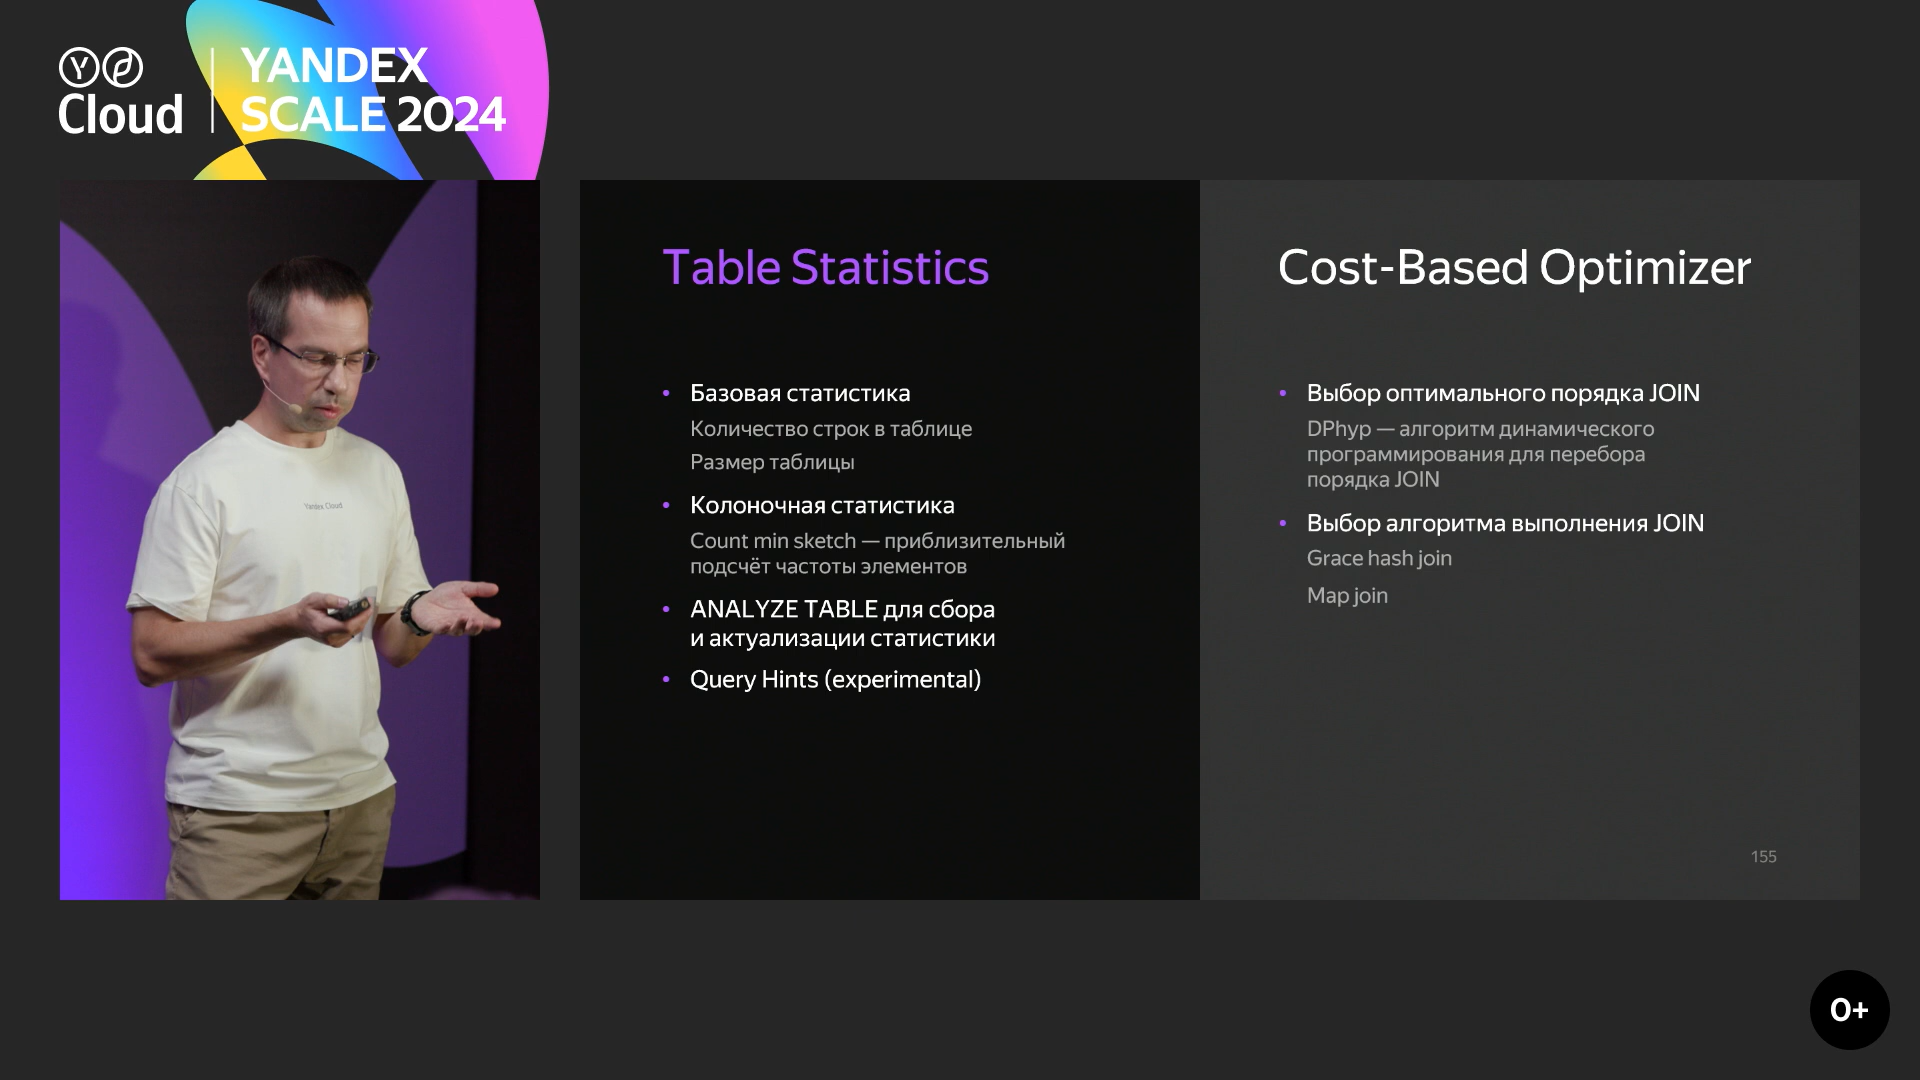 Cloud
YANDEX
SCALE 2024
Yandex Cloud
Table Statistics
• Базовая статистика
Количество строк в таблице
Размер таблицы
• Колоночная статистика
Count min sketch — приблизительный
подсчёт частоты элементов
• ANALYZE TABLE для сбора
и актуализации статистики
• Query Hints (experimental)
Cost-Based Optimizer
• Выбор оптимального порядка JOIN
DPhyp — алгоритм динамического
программирования для перебора
порядка JOIN
• Выбор алгоритма выполнения JOIN
Grace hash join
Map join
155
0+